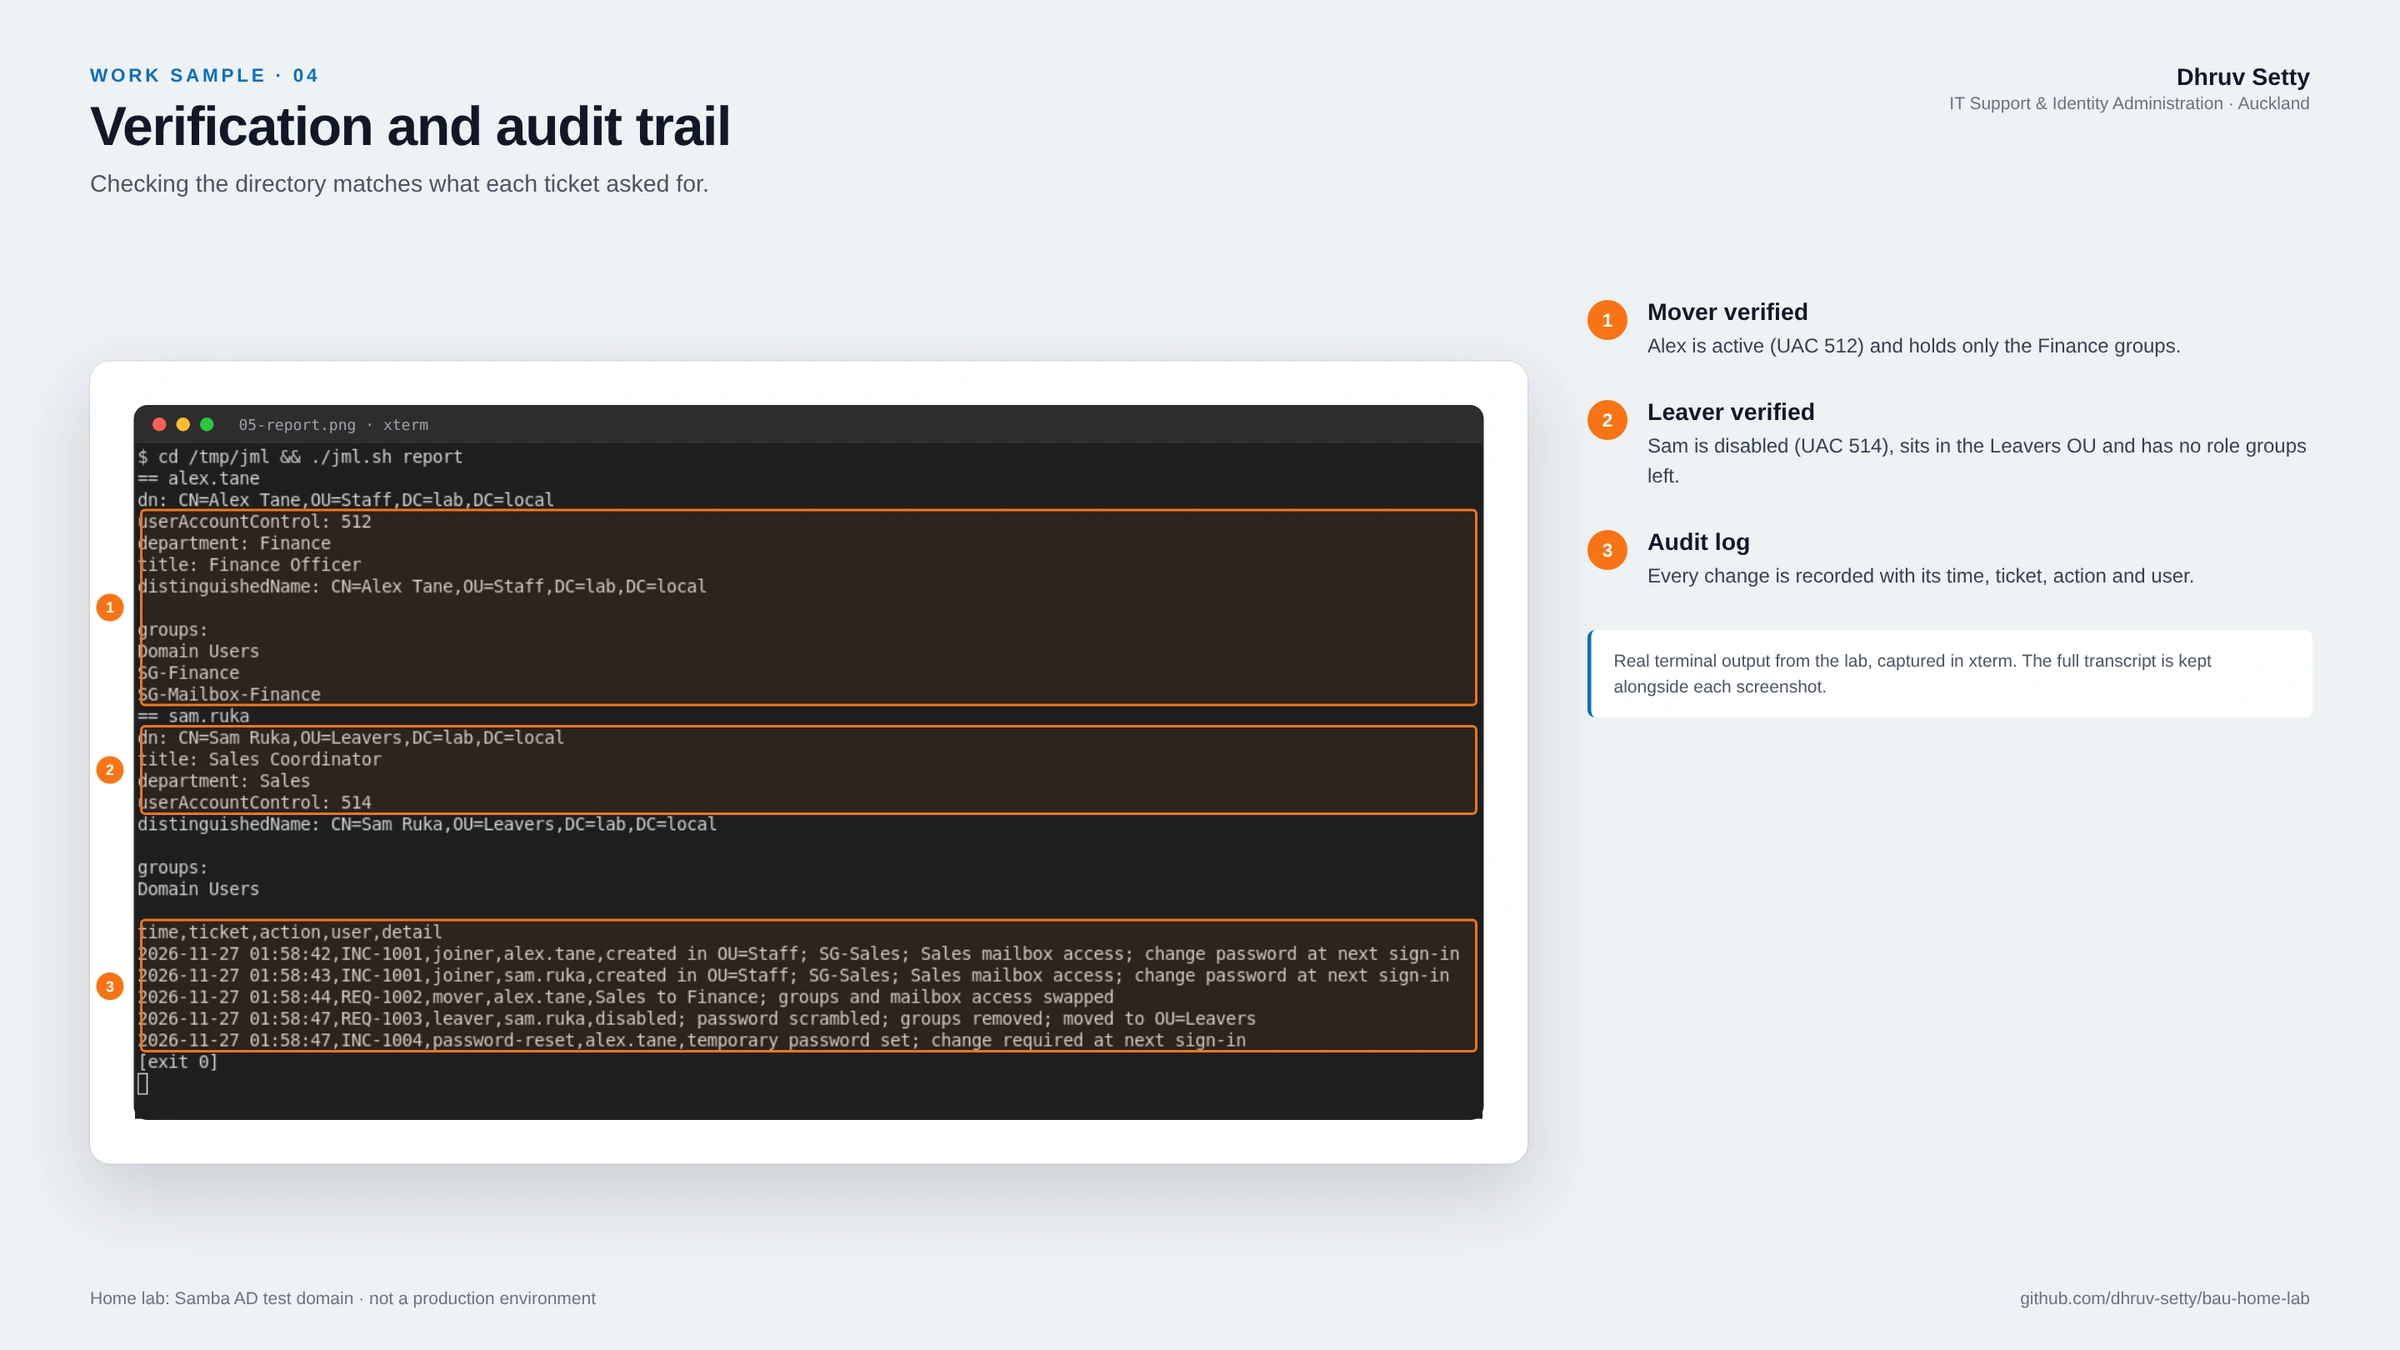 WORK SAMPLE · 04
Verification and audit trail
Checking the directory matches what each ticket asked for.
Dhruv Setty
IT Support & Identity Administration · Auckland
05-report.png · xterm
$ cd /tmp/jml && ./jml.sh report
== alex.tane
dn: CN=Alex Tane,OU=Staff,DC=lab,DC=local
userAccountControl: 512
department: Finance
title: Finance Officer
distinguishedName: CN=Alex Tane,OU=Staff,DC=lab,DC=local
groups:
Domain Users
SG-Finance
SG-Mailbox-Finance
== sam.ruka
dn: CN=Sam Ruka,OU=Leavers,DC=lab,DC=local
title: Sales Coordinator
department: Sales
userAccountControl: 514
distinguishedName: CN=Sam Ruka,OU=Leavers,DC=lab,DC=local
groups:
Domain Users
time,ticket,action,user,detail
2026-11-27 01:58:42,INC-1001,joiner,alex.tane,created in OU=Staff; SG-Sales; Sales mailbox access; change password at next sign-in
2026-11-27 01:58:43,INC-1001,joiner,sam.ruka,created in OU=Staff; SG-Sales; Sales mailbox access; change password at next sign-in
2026-11-27 01:58:44,REQ-1002,mover,alex.tane,Sales to Finance; groups and mailbox access swapped
2026-11-27 01:58:47,REQ-1003,leaver,sam.ruka,disabled; password scrambled; groups removed; moved to OU=Leavers
2026-11-27 01:58:47,INC-1004,password-reset,alex.tane,temporary password set; change required at next sign-in
[exit 0]
1
2
3
1
Mover verified
Alex is active (UAC 512) and holds only the Finance groups.
2
Leaver verified
Sam is disabled (UAC 514), sits in the Leavers OU and has no role groups
left.
3
Audit log
Every change is recorded with its time, ticket, action and user.
Real terminal output from the lab, captured in xterm. The full transcript is kept
alongside each screenshot.
Home lab: Samba AD test domain · not a production environment
github.com/dhruv-setty/bau-home-lab